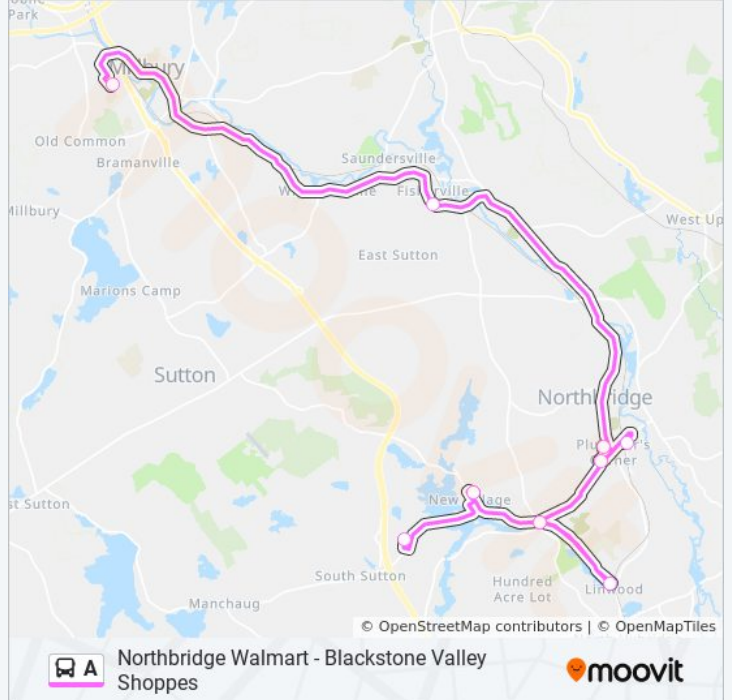 Park
Millbury
Old Common
Bramanville
Saundersville
Millbury
West Up
East Sutton
Marions Camp
Sutton
Northbridge
st Sutton
New Village
South Sutton
Hundred
Acre Lot
Linwood
Manchaug
© OpenStreetMap contributors | © OpenMapTiles
A
Northbridge Walmart - Blackstone Valley
Shoppes
moovit